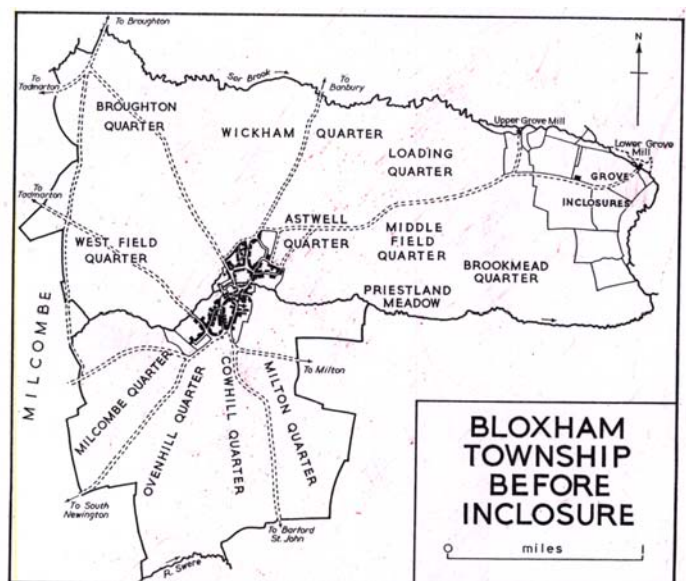 To Broughton
N
Sor Brook
To
Tadmarton
To
Banbury
BROUGHTON
QUARTER
Upper Grove Mill
WICKHAM QUARTER
Lower Grove
Mill
LOADING
QUARTER
GROVE
INCLOSURES
To
Tadmarton
ASTWELL
QUARTER
MIDDLE
FIELD
QUARTER
WEST FIELD
QUARTER
BROOKMEAD
QUARTER
PRIESTLAND
MEADOW
MILCOMBE
To Milton
MILCOMBE QUARTER
OVENHILL QUARTER
COWHILL QUARTER
MILTON QUARTER
To South
Newington
To Barford
St. John
R. Swere
BLOXHAM
TOWNSHIP
BEFORE
INCLOSURE
0 miles 1